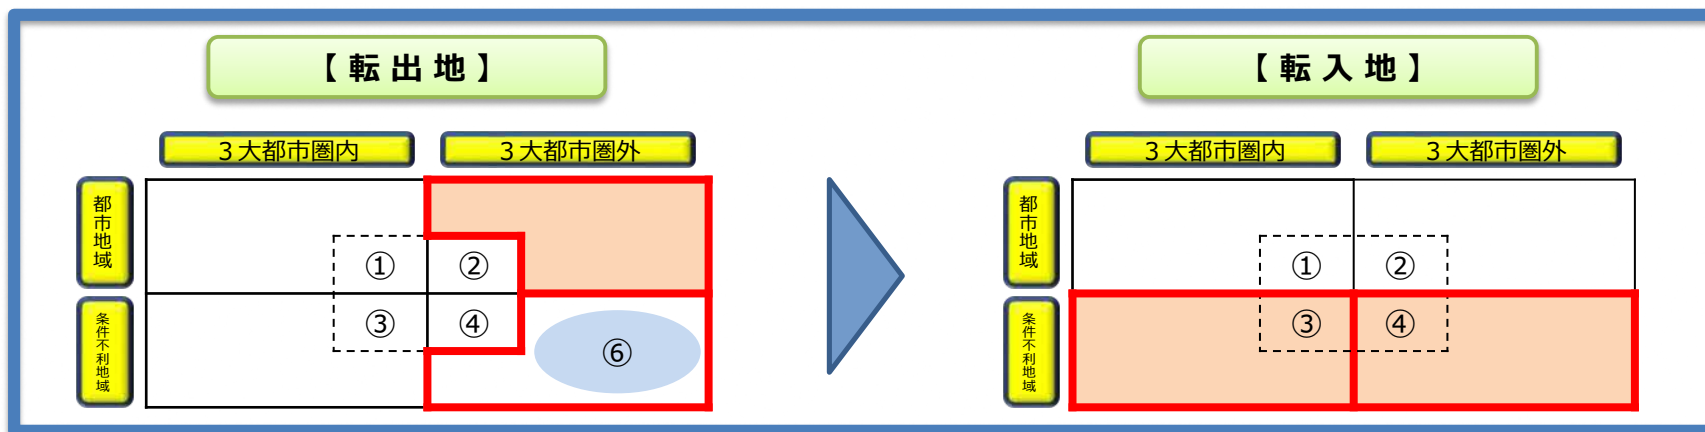 【転出地】
【転入地】
３大都市圏内
３大都市圏外
３大都市圏内
３大都市圏外
都市地域
①
②
都市地域
①
②
条件不利地域
③
④
⑥
条件不利地域
③
④